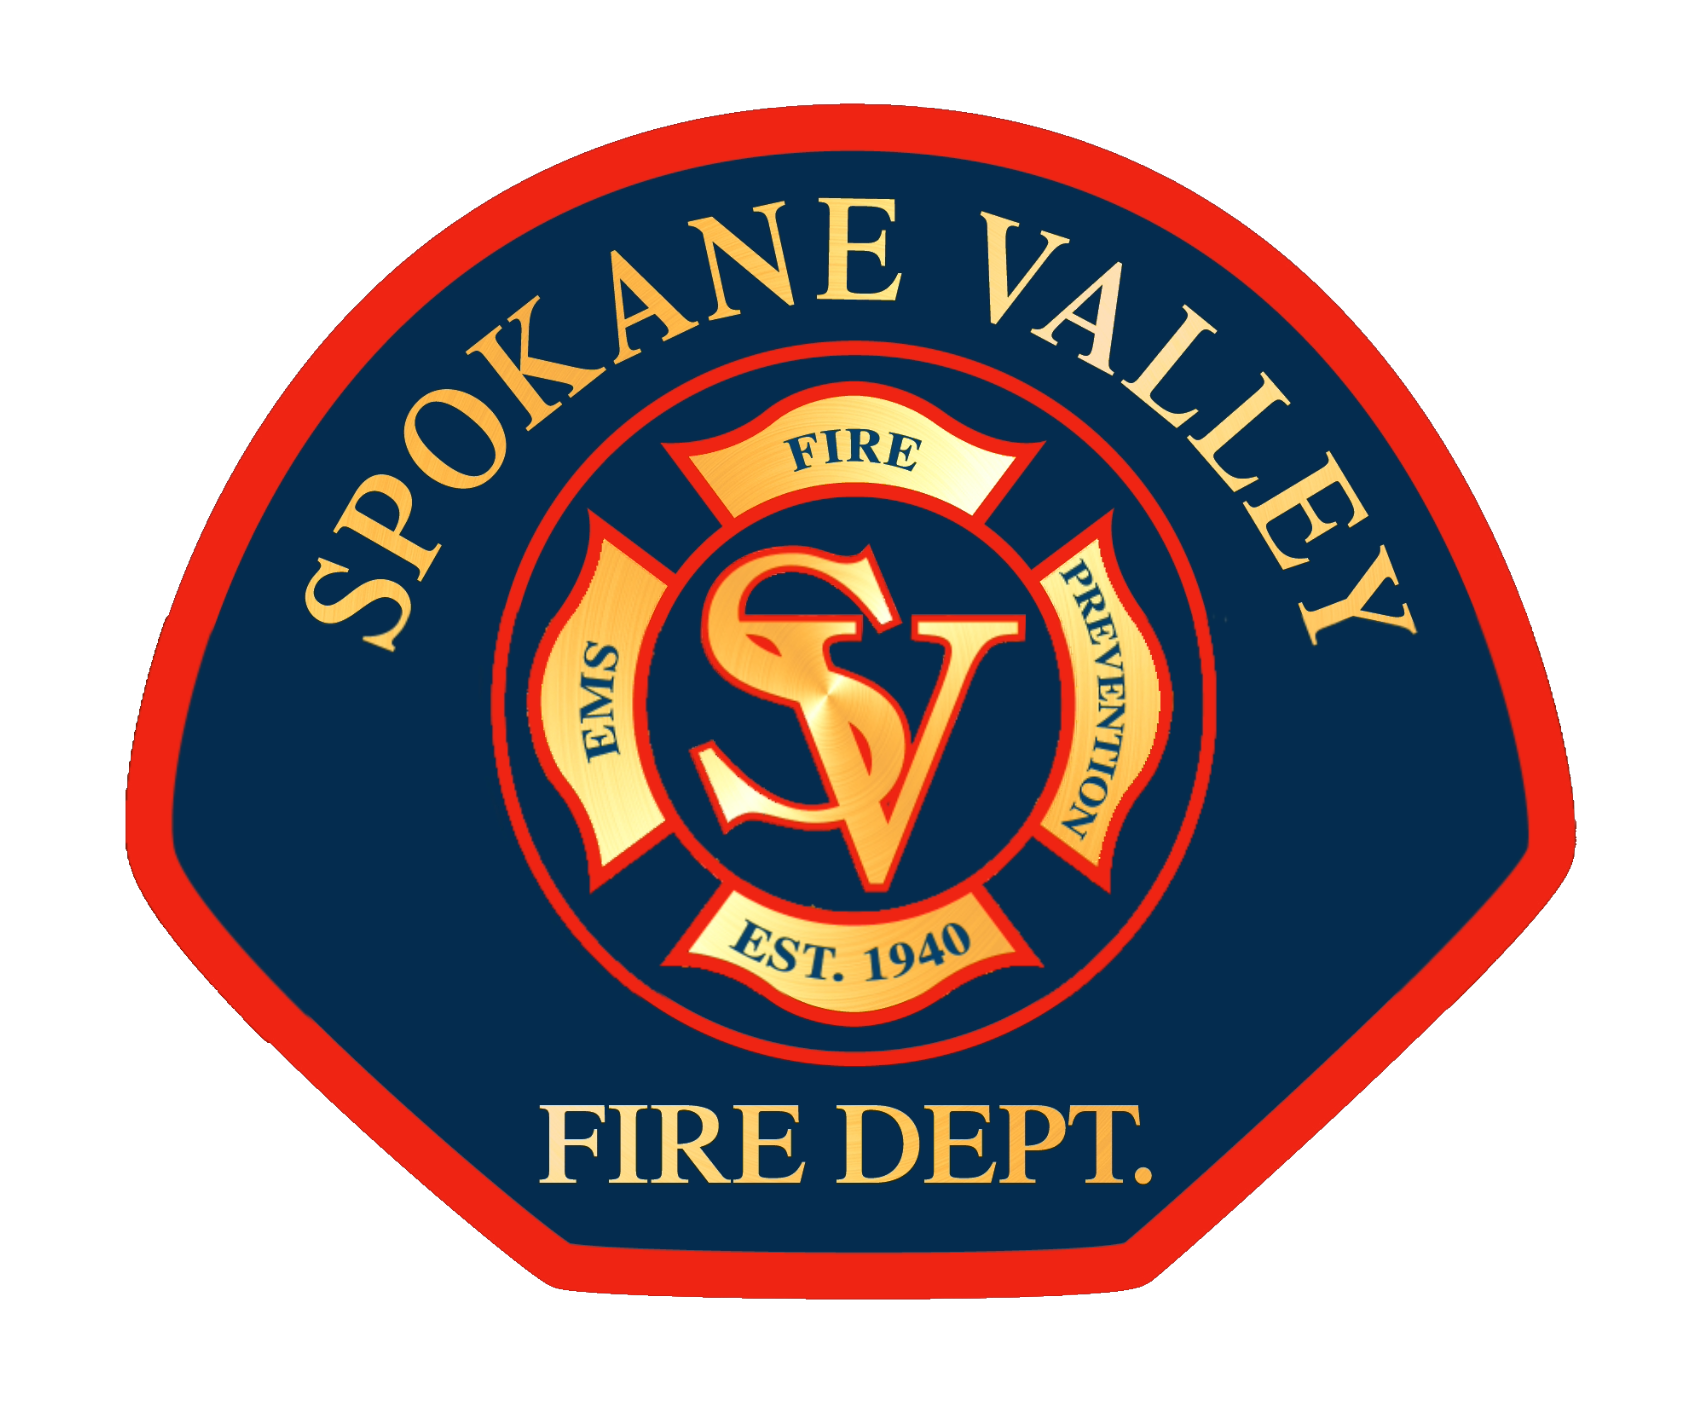 SPOKANE VALLEY
FIRE
EMS
SV
PREVENTION
EST. 1940
FIRE DEPT.